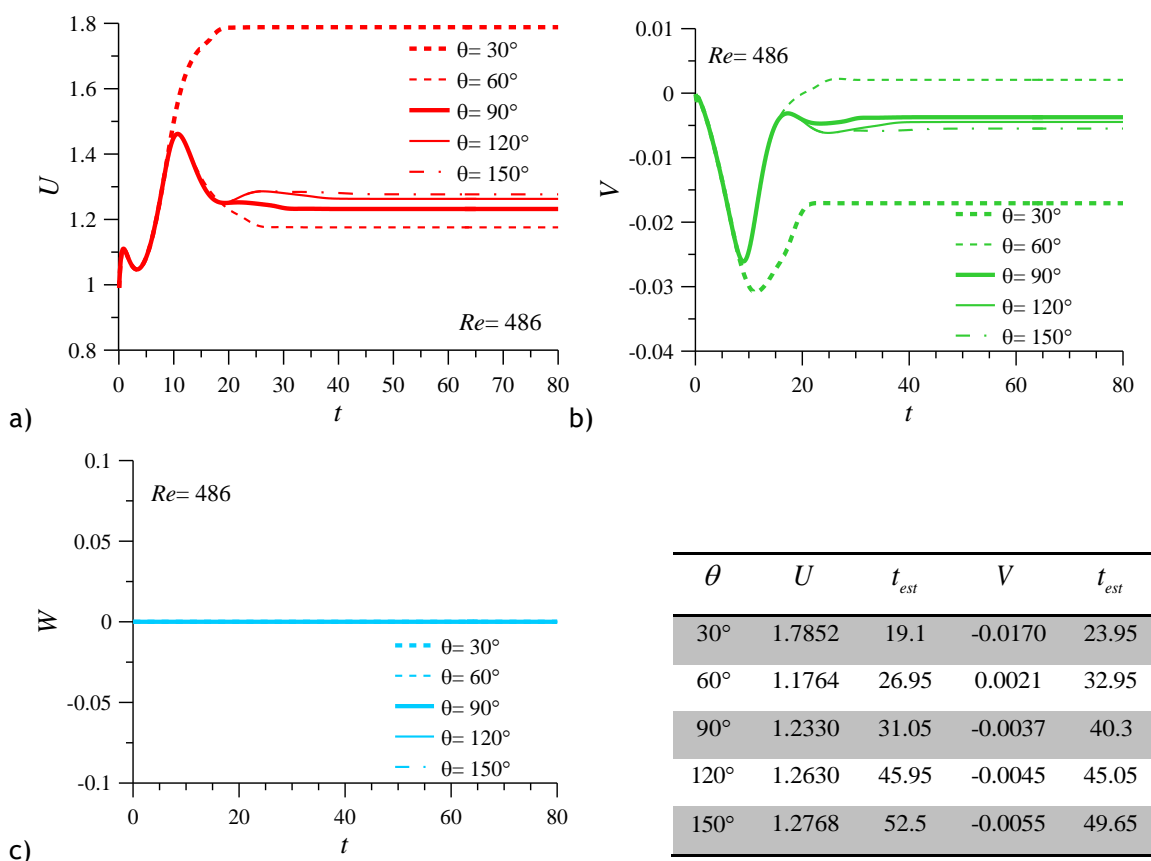 1.8
1.6
1.4
1.2
1
0.8
U
θ= 30°
θ= 60°
θ= 90°
θ= 120°
θ= 150°
Re= 486
0 10 20 30 40 50 60 70 80
t
a)
0.01
0
-0.01
-0.02
-0.03
-0.04
V
Re= 486
θ= 30°
θ= 60°
θ= 90°
θ= 120°
θ= 150°
0 20 40 60 80
t
b)
0.1
0.05
0
-0.05
-0.1
W
Re= 486
θ= 30°
θ= 60°
θ= 90°
θ= 120°
θ= 150°
0 20 40 60 80
t
c)
θ U t_est V t_est
30° 1.7852 19.1 -0.0170 23.95
60° 1.1764 26.95 0.0021 32.95
90° 1.2330 31.05 -0.0037 40.3
120° 1.2630 45.95 -0.0045 45.05
150° 1.2768 52.5 -0.0055 49.65